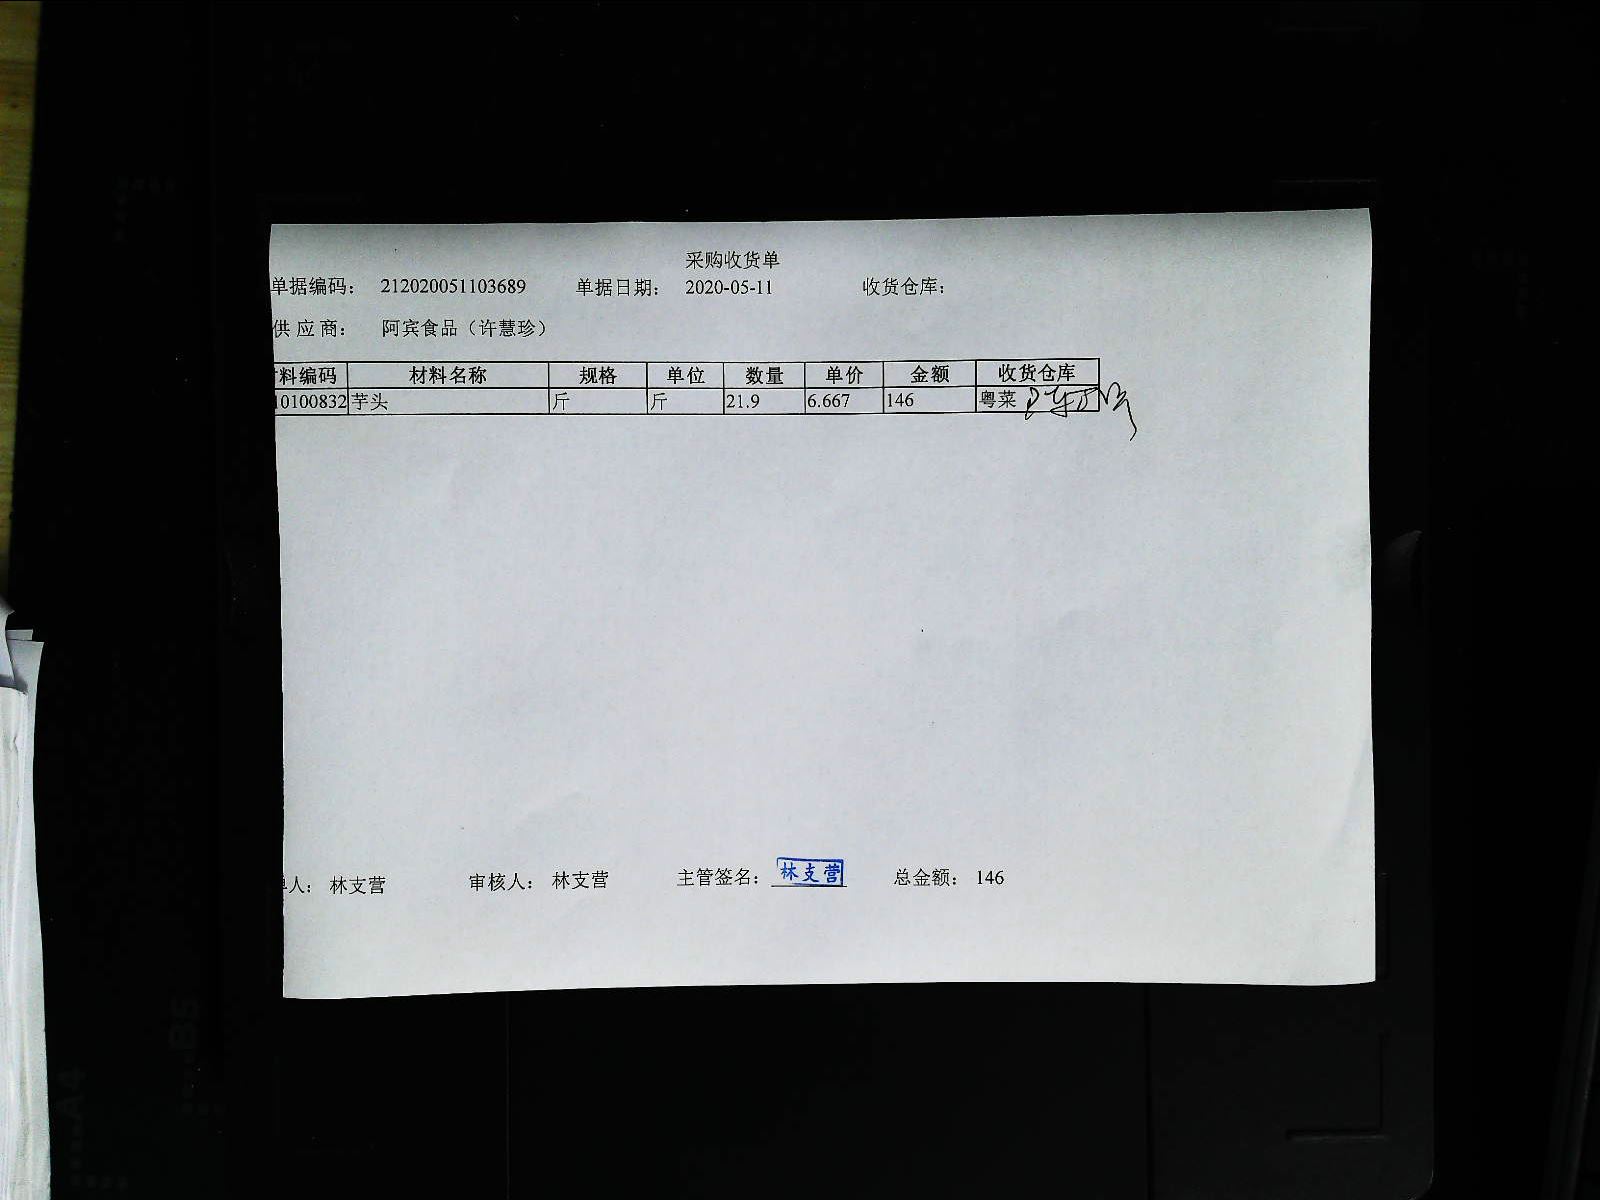 采购收货单
单据编码： 212020051103689 单据日期： 2020-05-11 收货仓库：
供应商： 阿宾食品（许慧珍）
料编码 材料名称 规格 单位 数量 单价 金额 收货仓库
10100832 芋头 斤 斤 21.9 6.667 146 粤菜
单人： 林支营 审核人： 林支营 主管签名： 林支营 总金额： 146
B5
A4